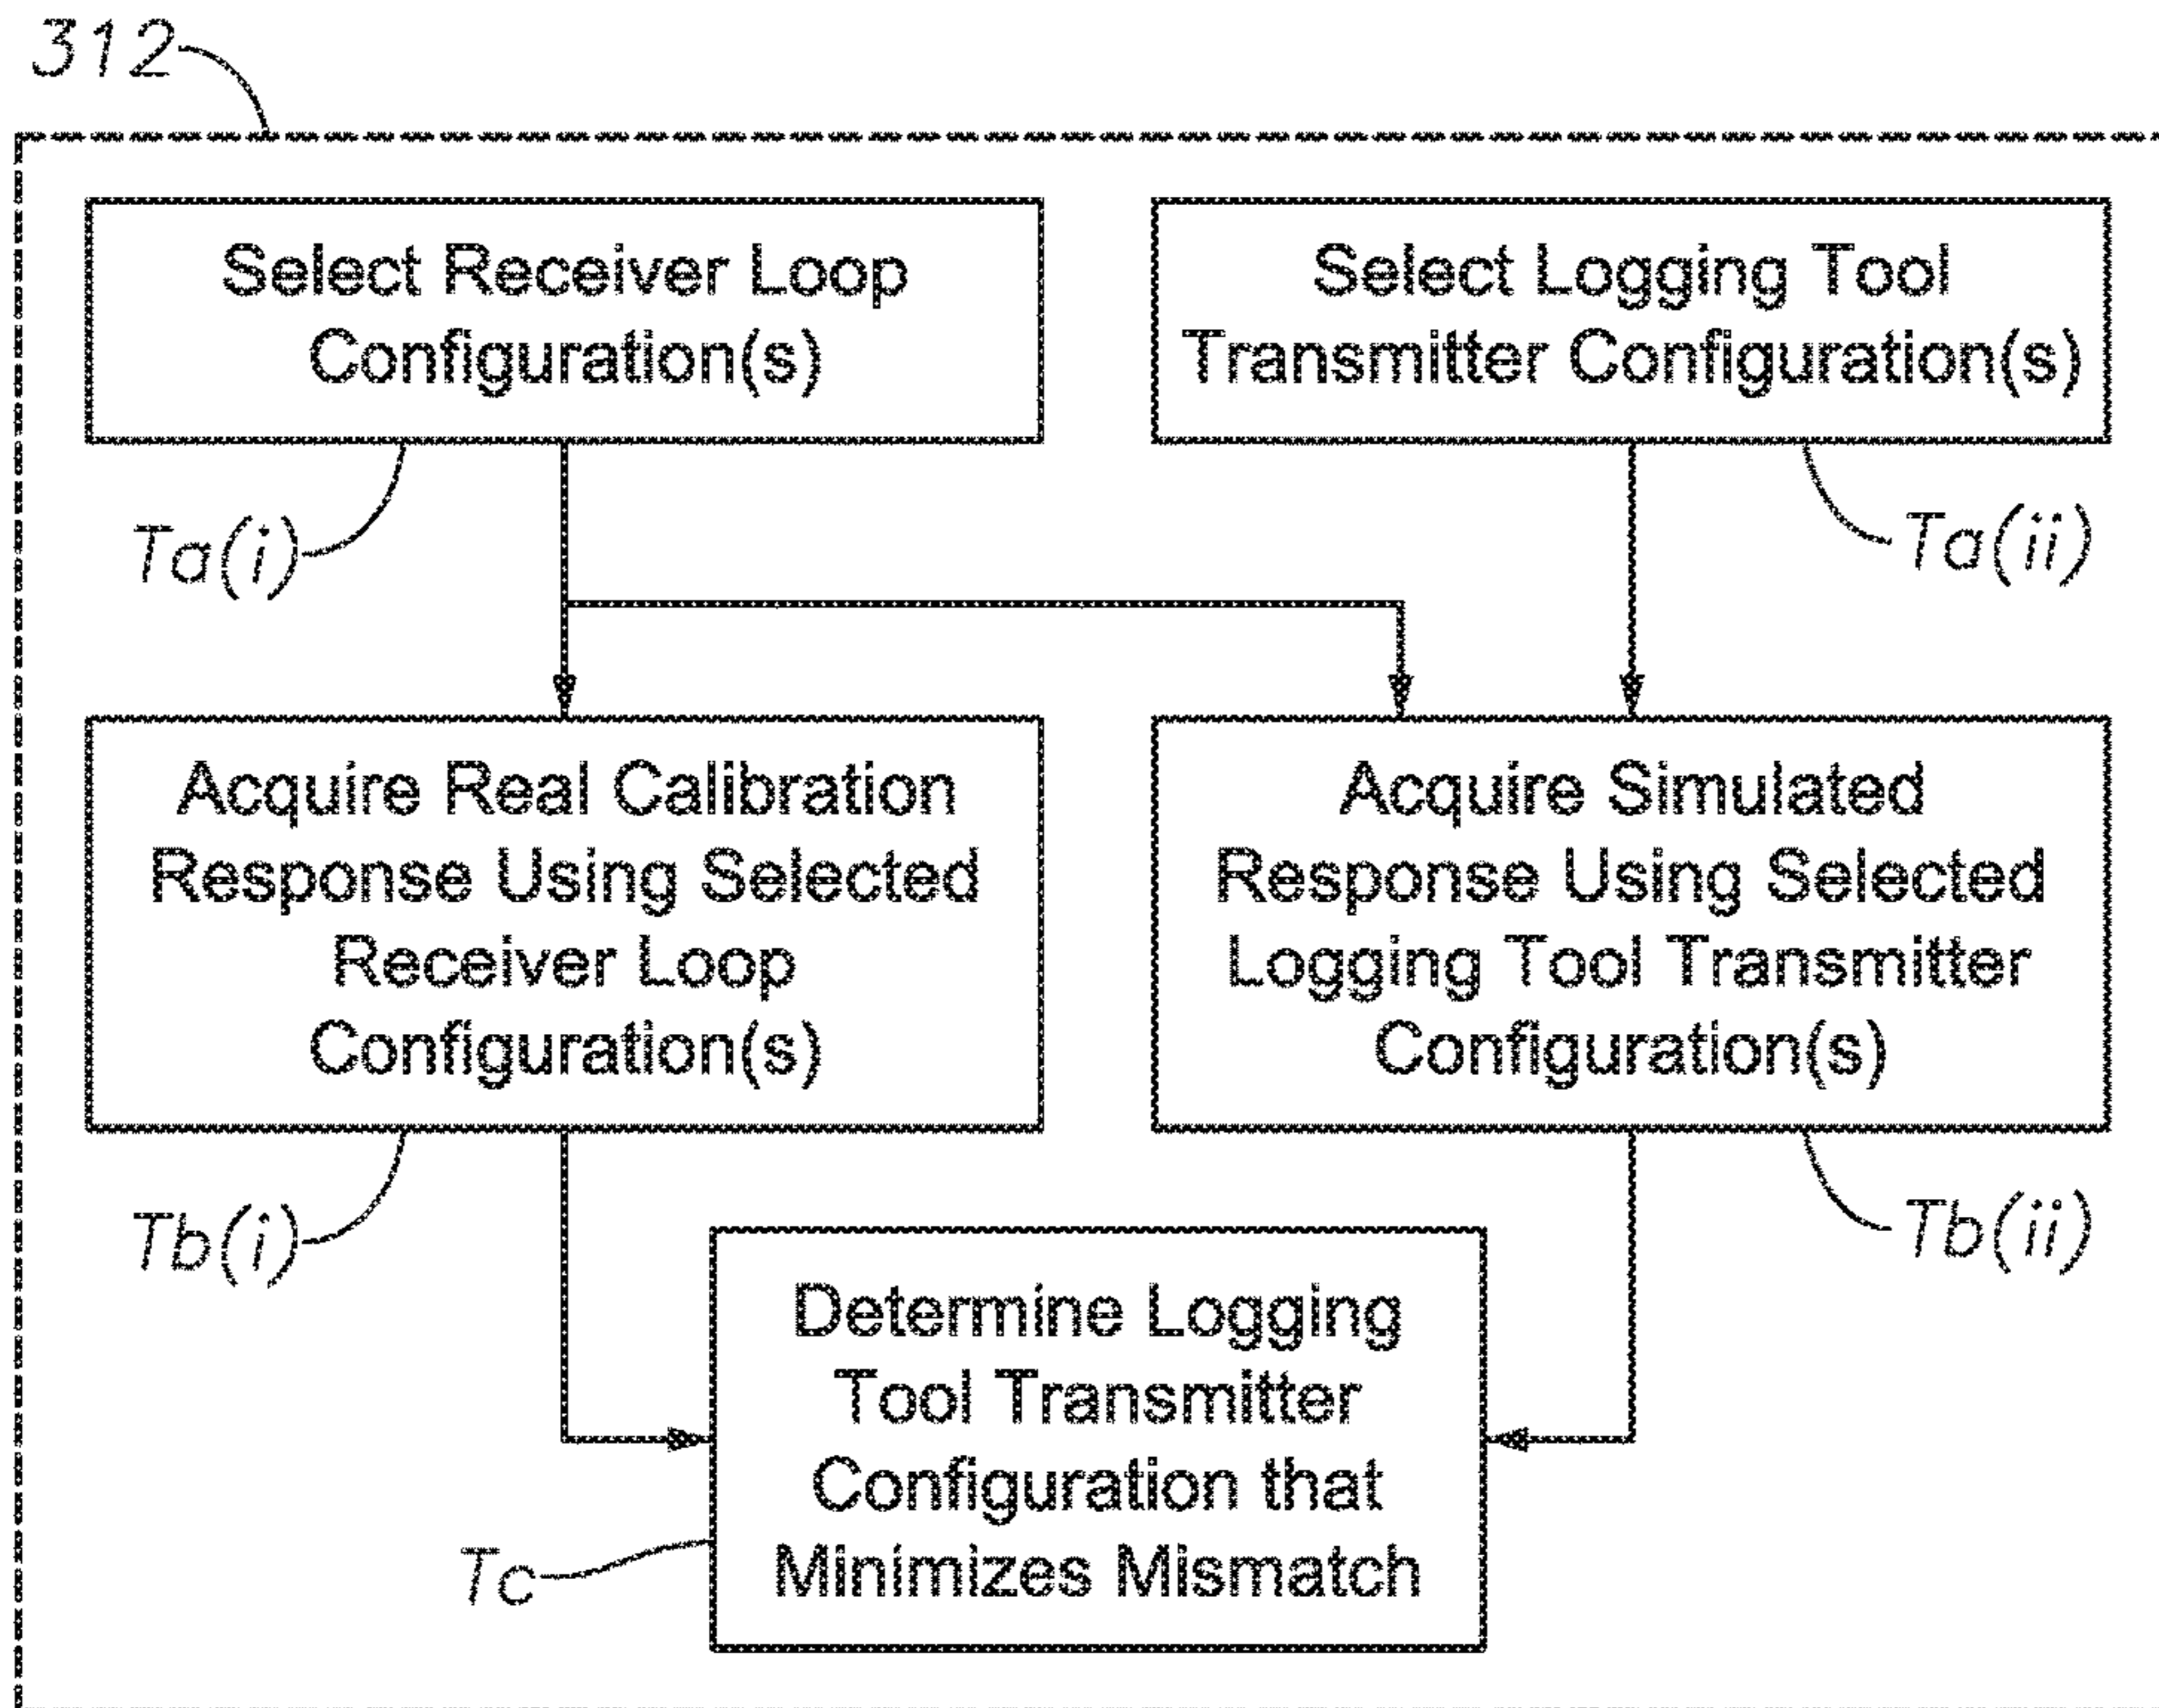 312
Select Receiver Loop
Configuration(s)
Select Logging Tool
Transmitter Configuration(s)
Ta(i)
Ta(ii)
Acquire Real Calibration
Response Using Selected
Receiver Loop
Configuration(s)
Acquire Simulated
Response Using Selected
Logging Tool Transmitter
Configuration(s)
Tb(i)
Tb(ii)
Determine Logging
Tool Transmitter
Configuration that
Minimizes Mismatch
Tc